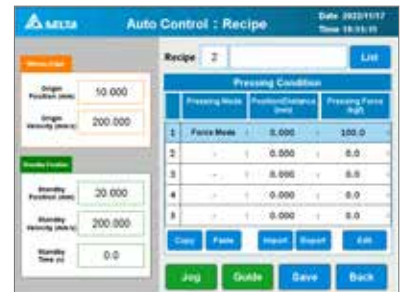 DELTA
Auto Control : Recipe
Date 2022/11/17
Time
Recipe 2
List
Origin Position (mm) 10.000
Origin Velocity (mm/s) 200.000
Standby Position
Standby Position (mm) 20.000
Standby Velocity (mm/s) 200.000
Standby Time (s) 0.0
Pressing Condition
Pressing Mode Position/Distance (mm) Pressing Force (kgf)
1 Force Mode 0.000 100.0
2 - 0.000 0.0
3 - 0.000 0.0
4 - 0.000 0.0
5 - 0.000 0.0
Copy Paste Import Export Edit
Jog Guide Save Back